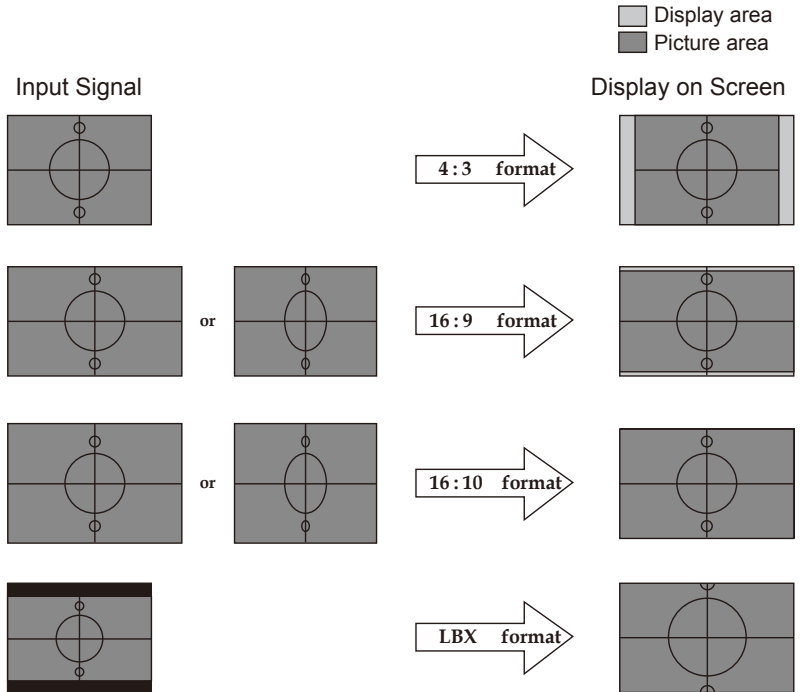 Display area
Picture area
Input Signal
Display on Screen
4:3 format
or
16:9 format
or
16:10 format
LBX format